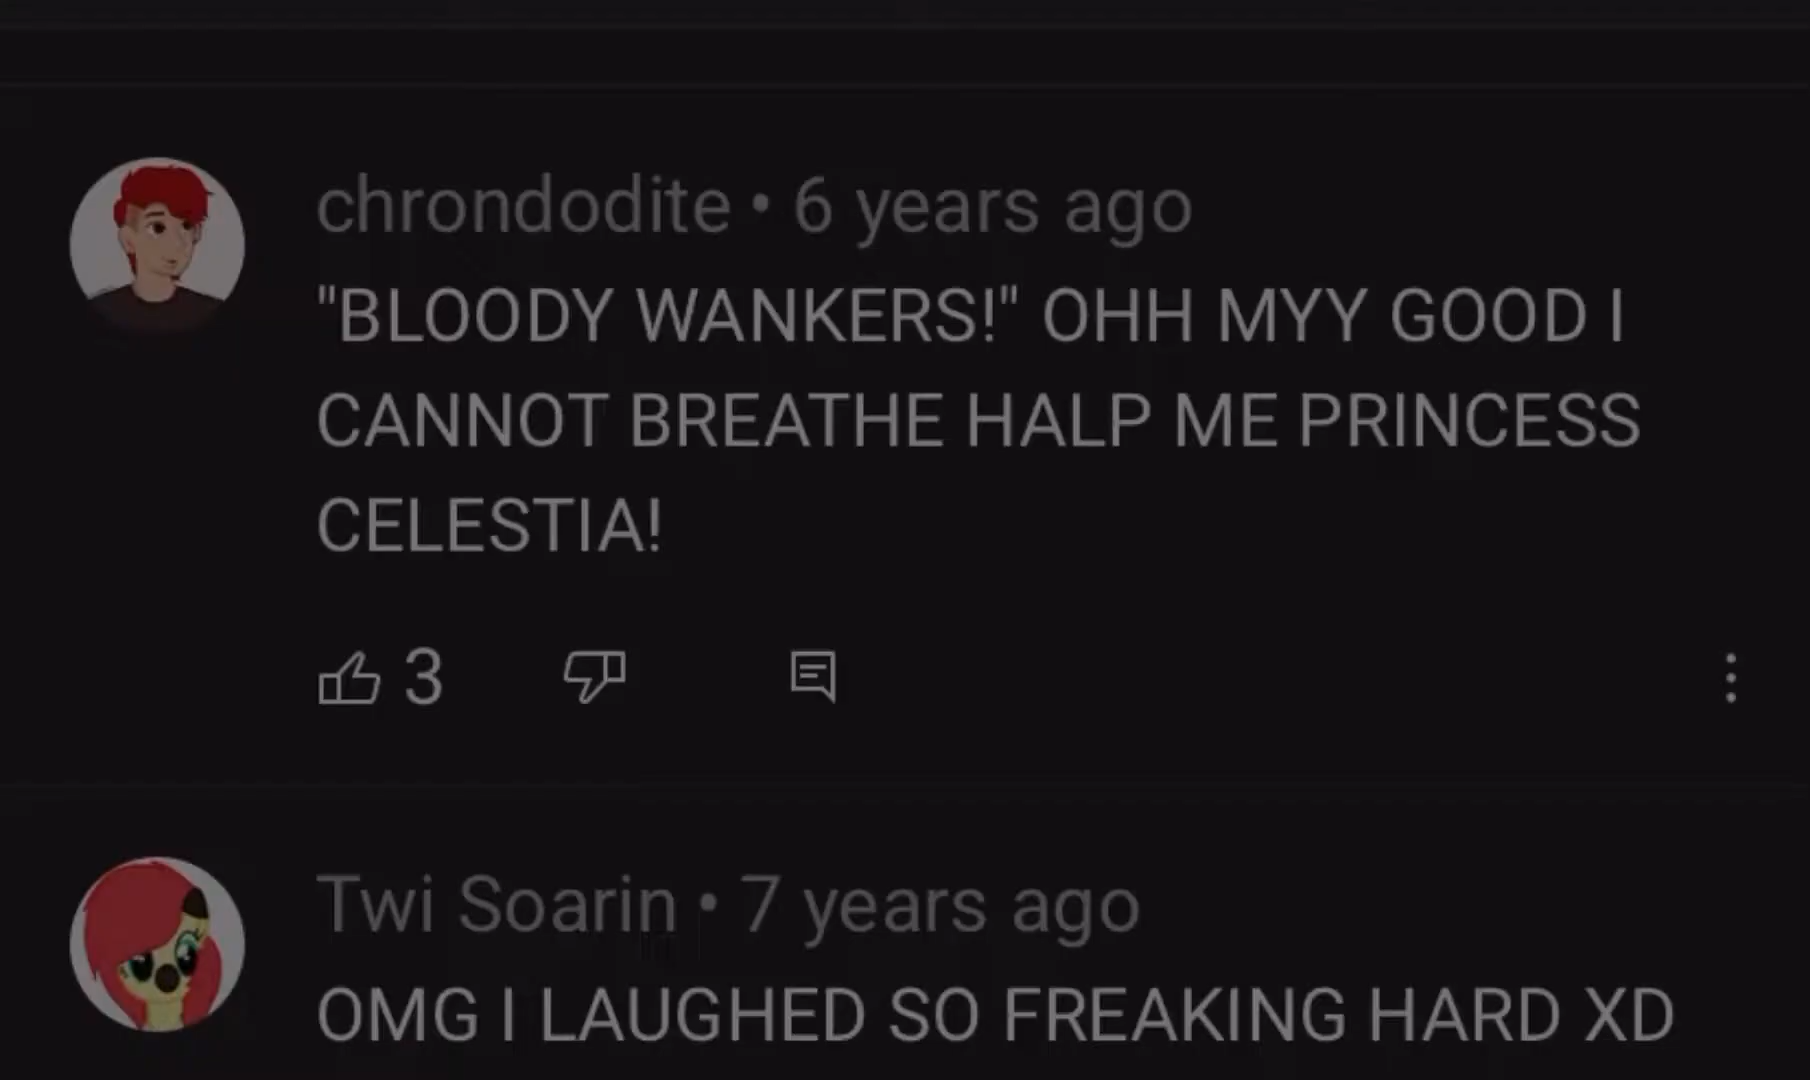 chrondodite • 6 years ago
"BLOODY WANKERS!" OHH MYY GOOD I
CANNOT BREATHE HALP ME PRINCESS
CELESTIA!
3
Twi Soarin • 7 years ago
OMG I LAUGHED SO FREAKING HARD XD